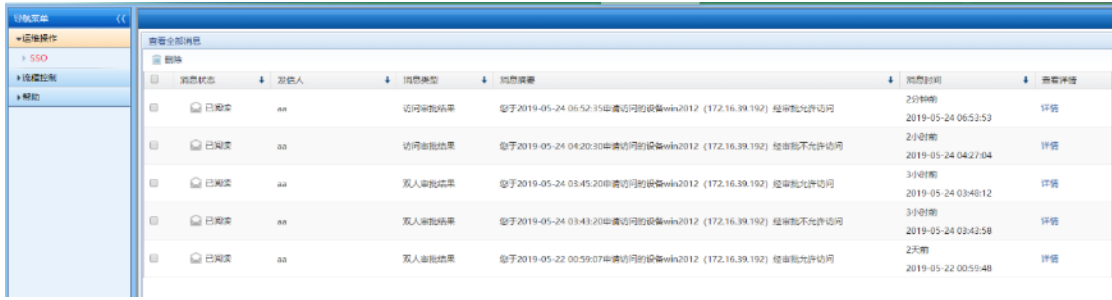 导航菜单
运维操作
SSO
流程控制
帮助
查看全部消息
删除
消息状态 发信人 消息类型 消息摘要 消息时间 查看详情
已阅读 aa 访问审批结果 您于2019-05-24 06:52:35申请访问的设备win2012 (172.16.39.192) 经审批允许访问 2分钟前 详情
2019-05-24 06:53:53
已阅读 aa 访问审批结果 您于2019-05-24 04:20:30申请访问的设备win2012 (172.16.39.192) 经审批不允许访问 2小时前 详情
2019-05-24 04:27:04
已阅读 aa 双人审批结果 您于2019-05-24 03:45:20申请访问的设备win2012 (172.16.39.192) 经审批允许访问 3小时前 详情
2019-05-24 03:48:12
已阅读 aa 双人审批结果 您于2019-05-24 03:43:20申请访问的设备win2012 (172.16.39.192) 经审批不允许访问 3小时前 详情
2019-05-24 03:43:58
已阅读 aa 双人审批结果 您于2019-05-22 00:59:07申请访问的设备win2012 (172.16.39.192) 经审批允许访问 2天前 详情
2019-05-22 00:59:48